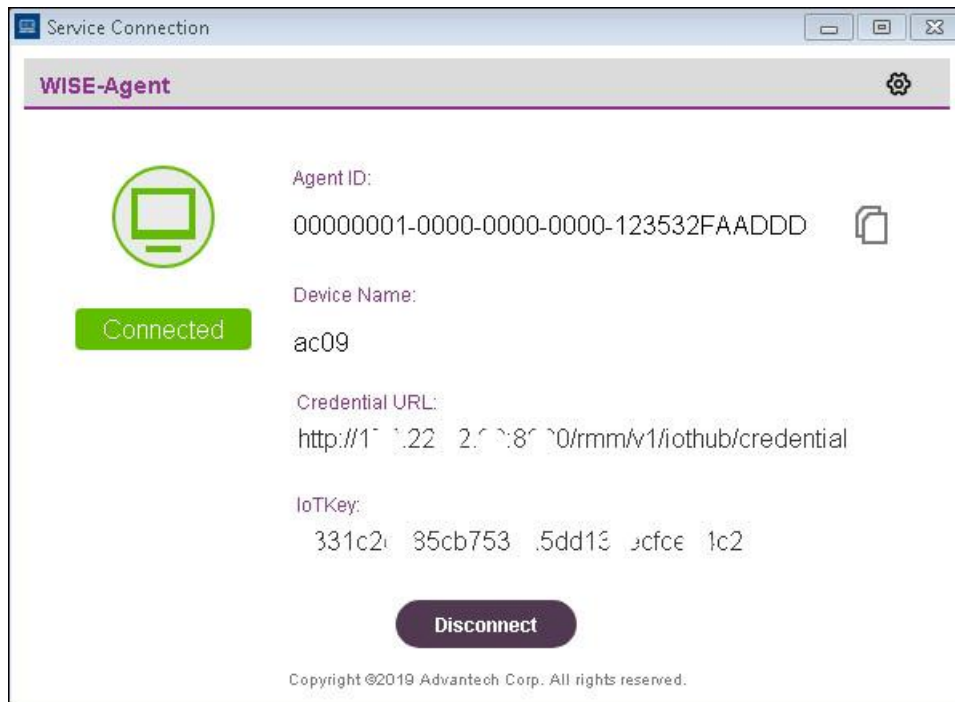 Service Connection
WISE-Agent
Agent ID:
00000001-0000-0000-0000-123532FAADDD
Device Name:
Connected
ac09
Credential URL:
IoTKey:
Disconnect
Copyright ©2019 Advantech Corp. All rights reserved.